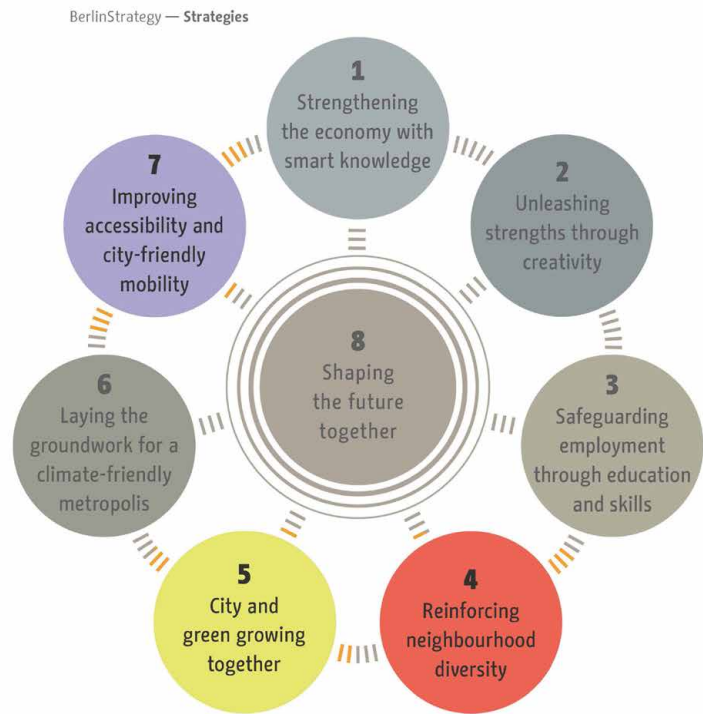 BerlinStrategy — Strategies
1
Strengthening
the economy with
smart knowledge
2
Unleashing
strengths through
creativity
3
Safeguarding
employment
through education
and skills
4
Reinforcing
neighbourhood
diversity
5
City and
green growing
together
6
Laying the
groundwork for a
climate-friendly
metropolis
7
Improving
accessibility and
city-friendly
mobility
8
Shaping
the future
together